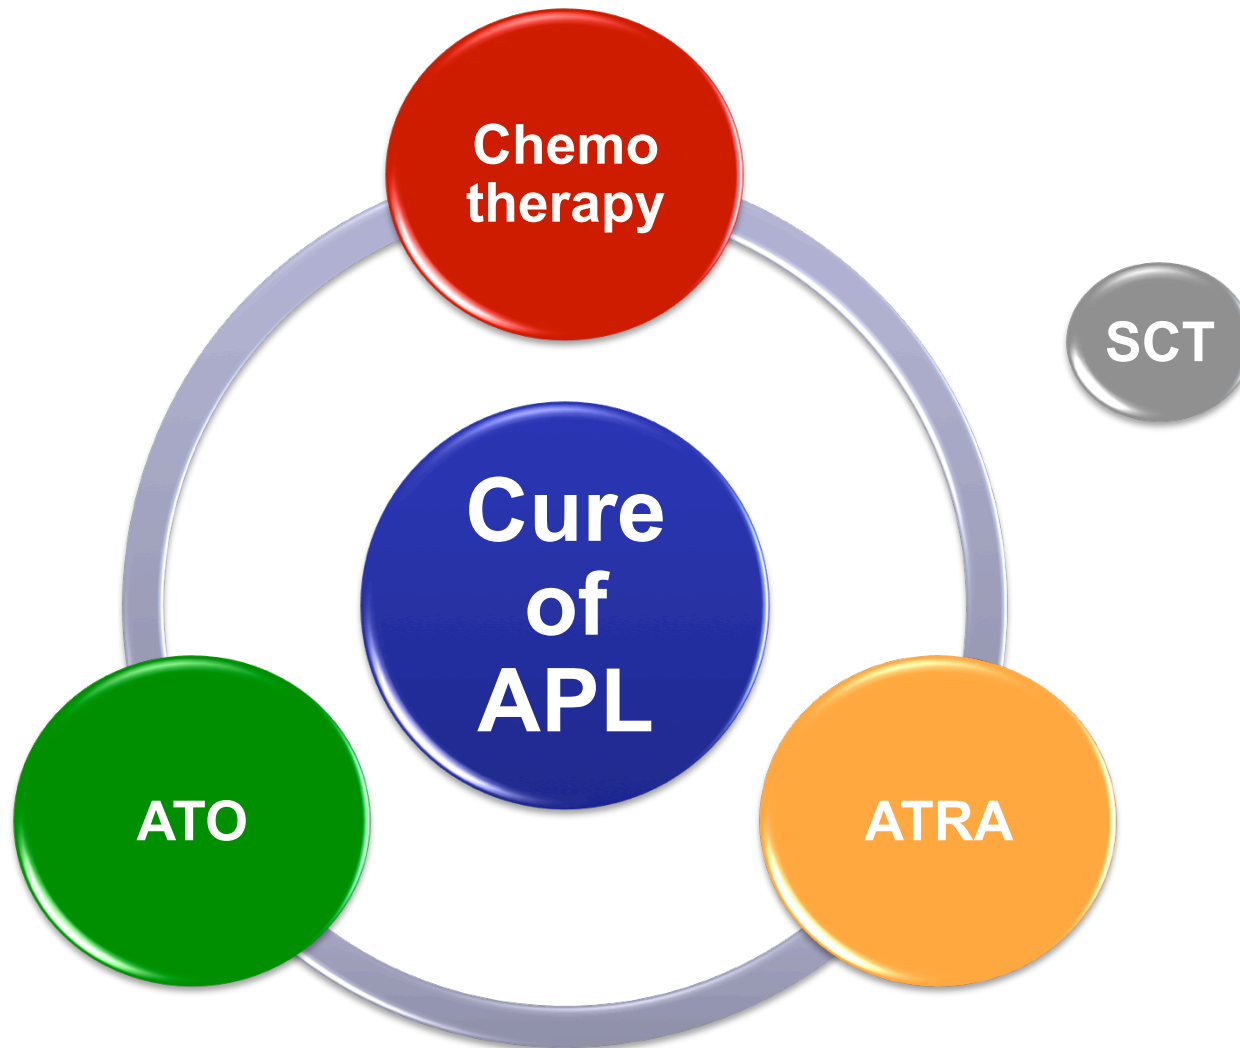 Chemo
therapy
SCT
Cure
of
APL
ATO
ATRA